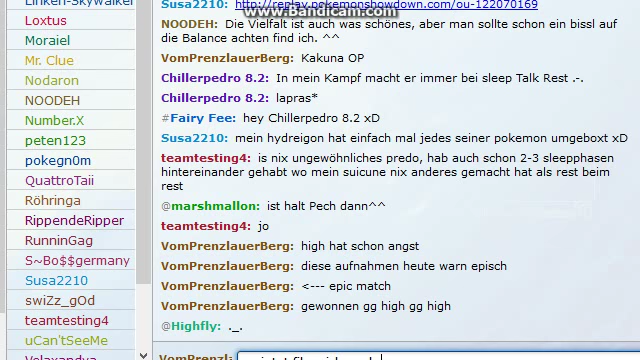 Linken-Skywalker
Loxtus
Moraiel
Mr. Clue
Nodaron
NOODEH
Number.X
peten123
pokegn0m
QuattroTaii
Röhringa
RippendeRipper
RunninGag
S~Bo$$germany
Susa2210
swiZz_gOd
teamtesting4
uCan'tSeeMe
Velaxandya
Susa2210: http://replay.pokemonshowdown.com/ou-122070169
www.Bandicam.com
NOODEH: Die Vielfalt ist auch was schönes, aber man sollte schon ein bissl auf
die Balance achten find ich. ^^
VomPrenzlauerBerg: Kakuna OP
Chillerpedro 8.2: In mein Kampf macht er immer bei sleep Talk Rest .-.
Chillerpedro 8.2: lapras*
#Fairy Fee: hey Chillerpedro 8.2 xD
Susa2210: mein hydreigon hat einfach mal jedes seiner pokemon umgeboxt xD
teamtesting4: is nix ungewöhnliches predo, hab auch schon 2-3 sleepphasen
hintereinander gehabt wo mein suicune nix anderes gemacht hat als rest beim
rest
@marshmallon: ist halt Pech dann^^
teamtesting4: jo
VomPrenzlauerBerg: high hat schon angst
VomPrenzlauerBerg: diese aufnahmen heute warn episch
VomPrenzlauerBerg: <--- epic match
VomPrenzlauerBerg: gewonnen gg high gg high
@Highfly: ._.
VomPrenzl: